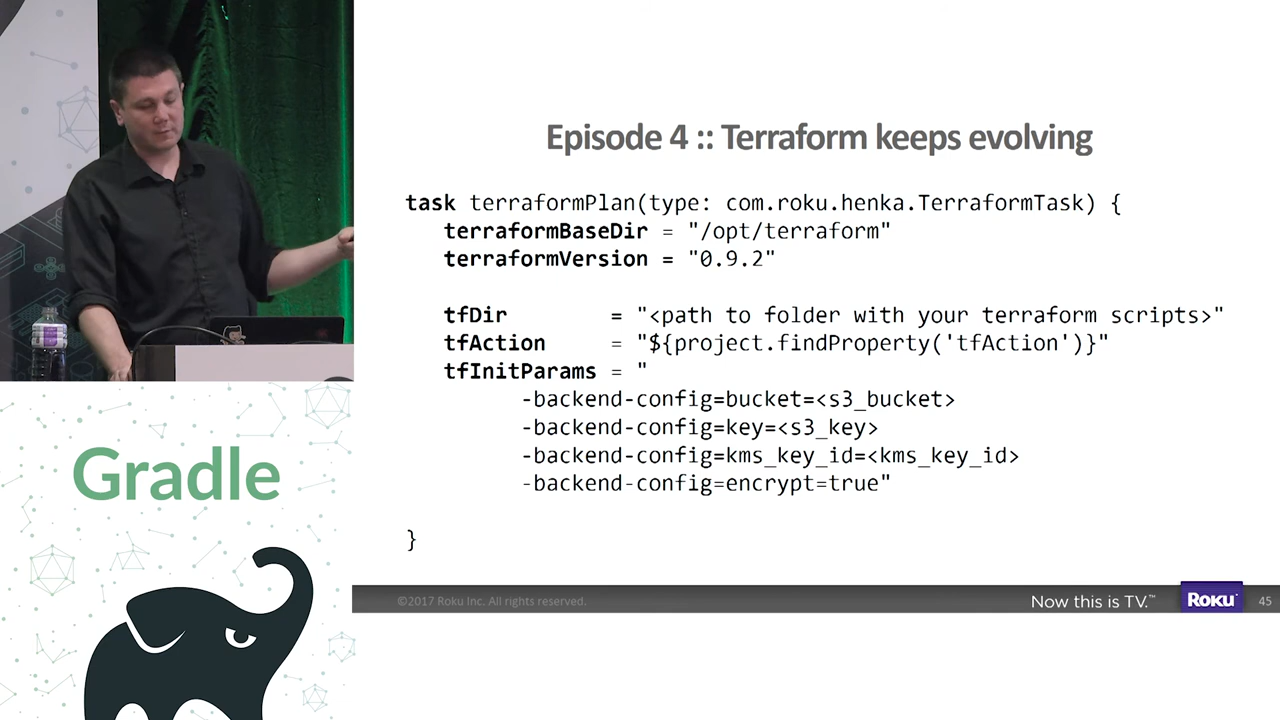 Episode 4 :: Terraform keeps evolving
task terraformPlan(type: com.roku.henka.TerraformTask) {
terraformBaseDir = "/opt/terraform"
terraformVersion = "0.9.2"
tfDir = "<path to folder with your terraform scripts>"
tfAction = "${project.findProperty('tfAction')}"
tfInitParams = "
-backend-config=bucket=<s3_bucket>
-backend-config=key=<s3_key>
-backend-config=kms_key_id=<kms_key_id>
-backend-config=encrypt=true"
}
©2017 Roku Inc. All rights reserved.
Now this is TV.™
Roku
45
Gradle